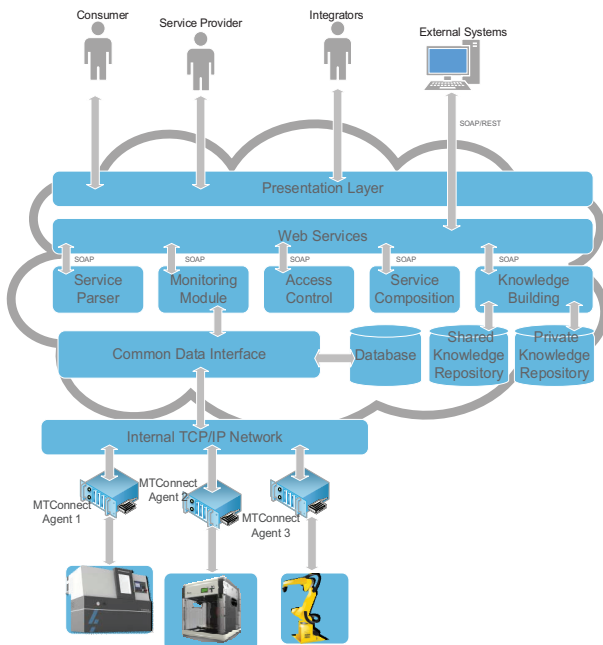 Consumer
Service Provider
Integrators
External Systems
SOAP/REST
Presentation Layer
Web Services
SOAP
SOAP
SOAP
SOAP
SOAP
Service
Parser
Monitoring
Module
Access
Control
Service
Composition
Knowledge
Building
Common Data Interface
Database
Shared
Knowledge
Repository
Private
Knowledge
Repository
Internal TCP/IP Network
MTConnect
Agent 1
MTConnect
Agent 2
MTConnect
Agent 3